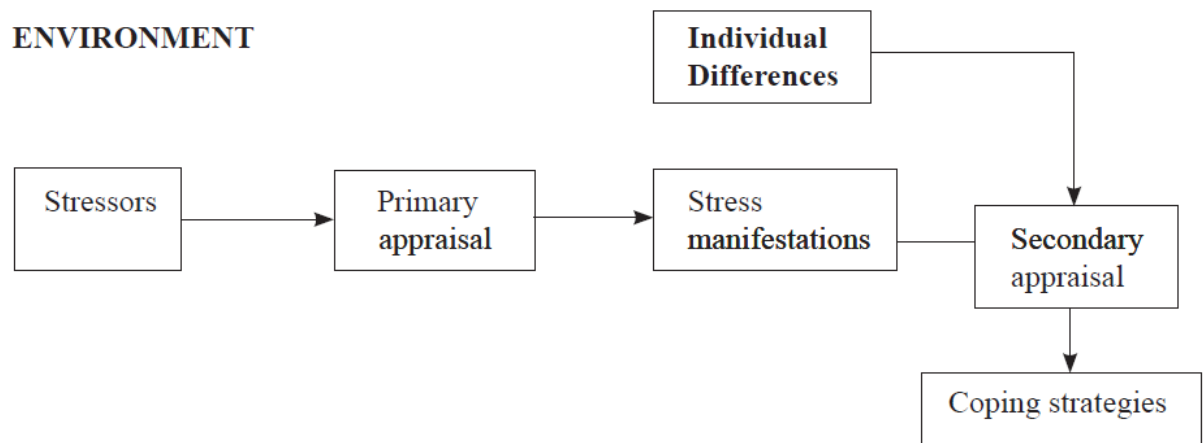 ENVIRONMENT
Individual
Differences
Stressors
Primary
appraisal
Stress
manifestations
Secondary
appraisal
Coping strategies